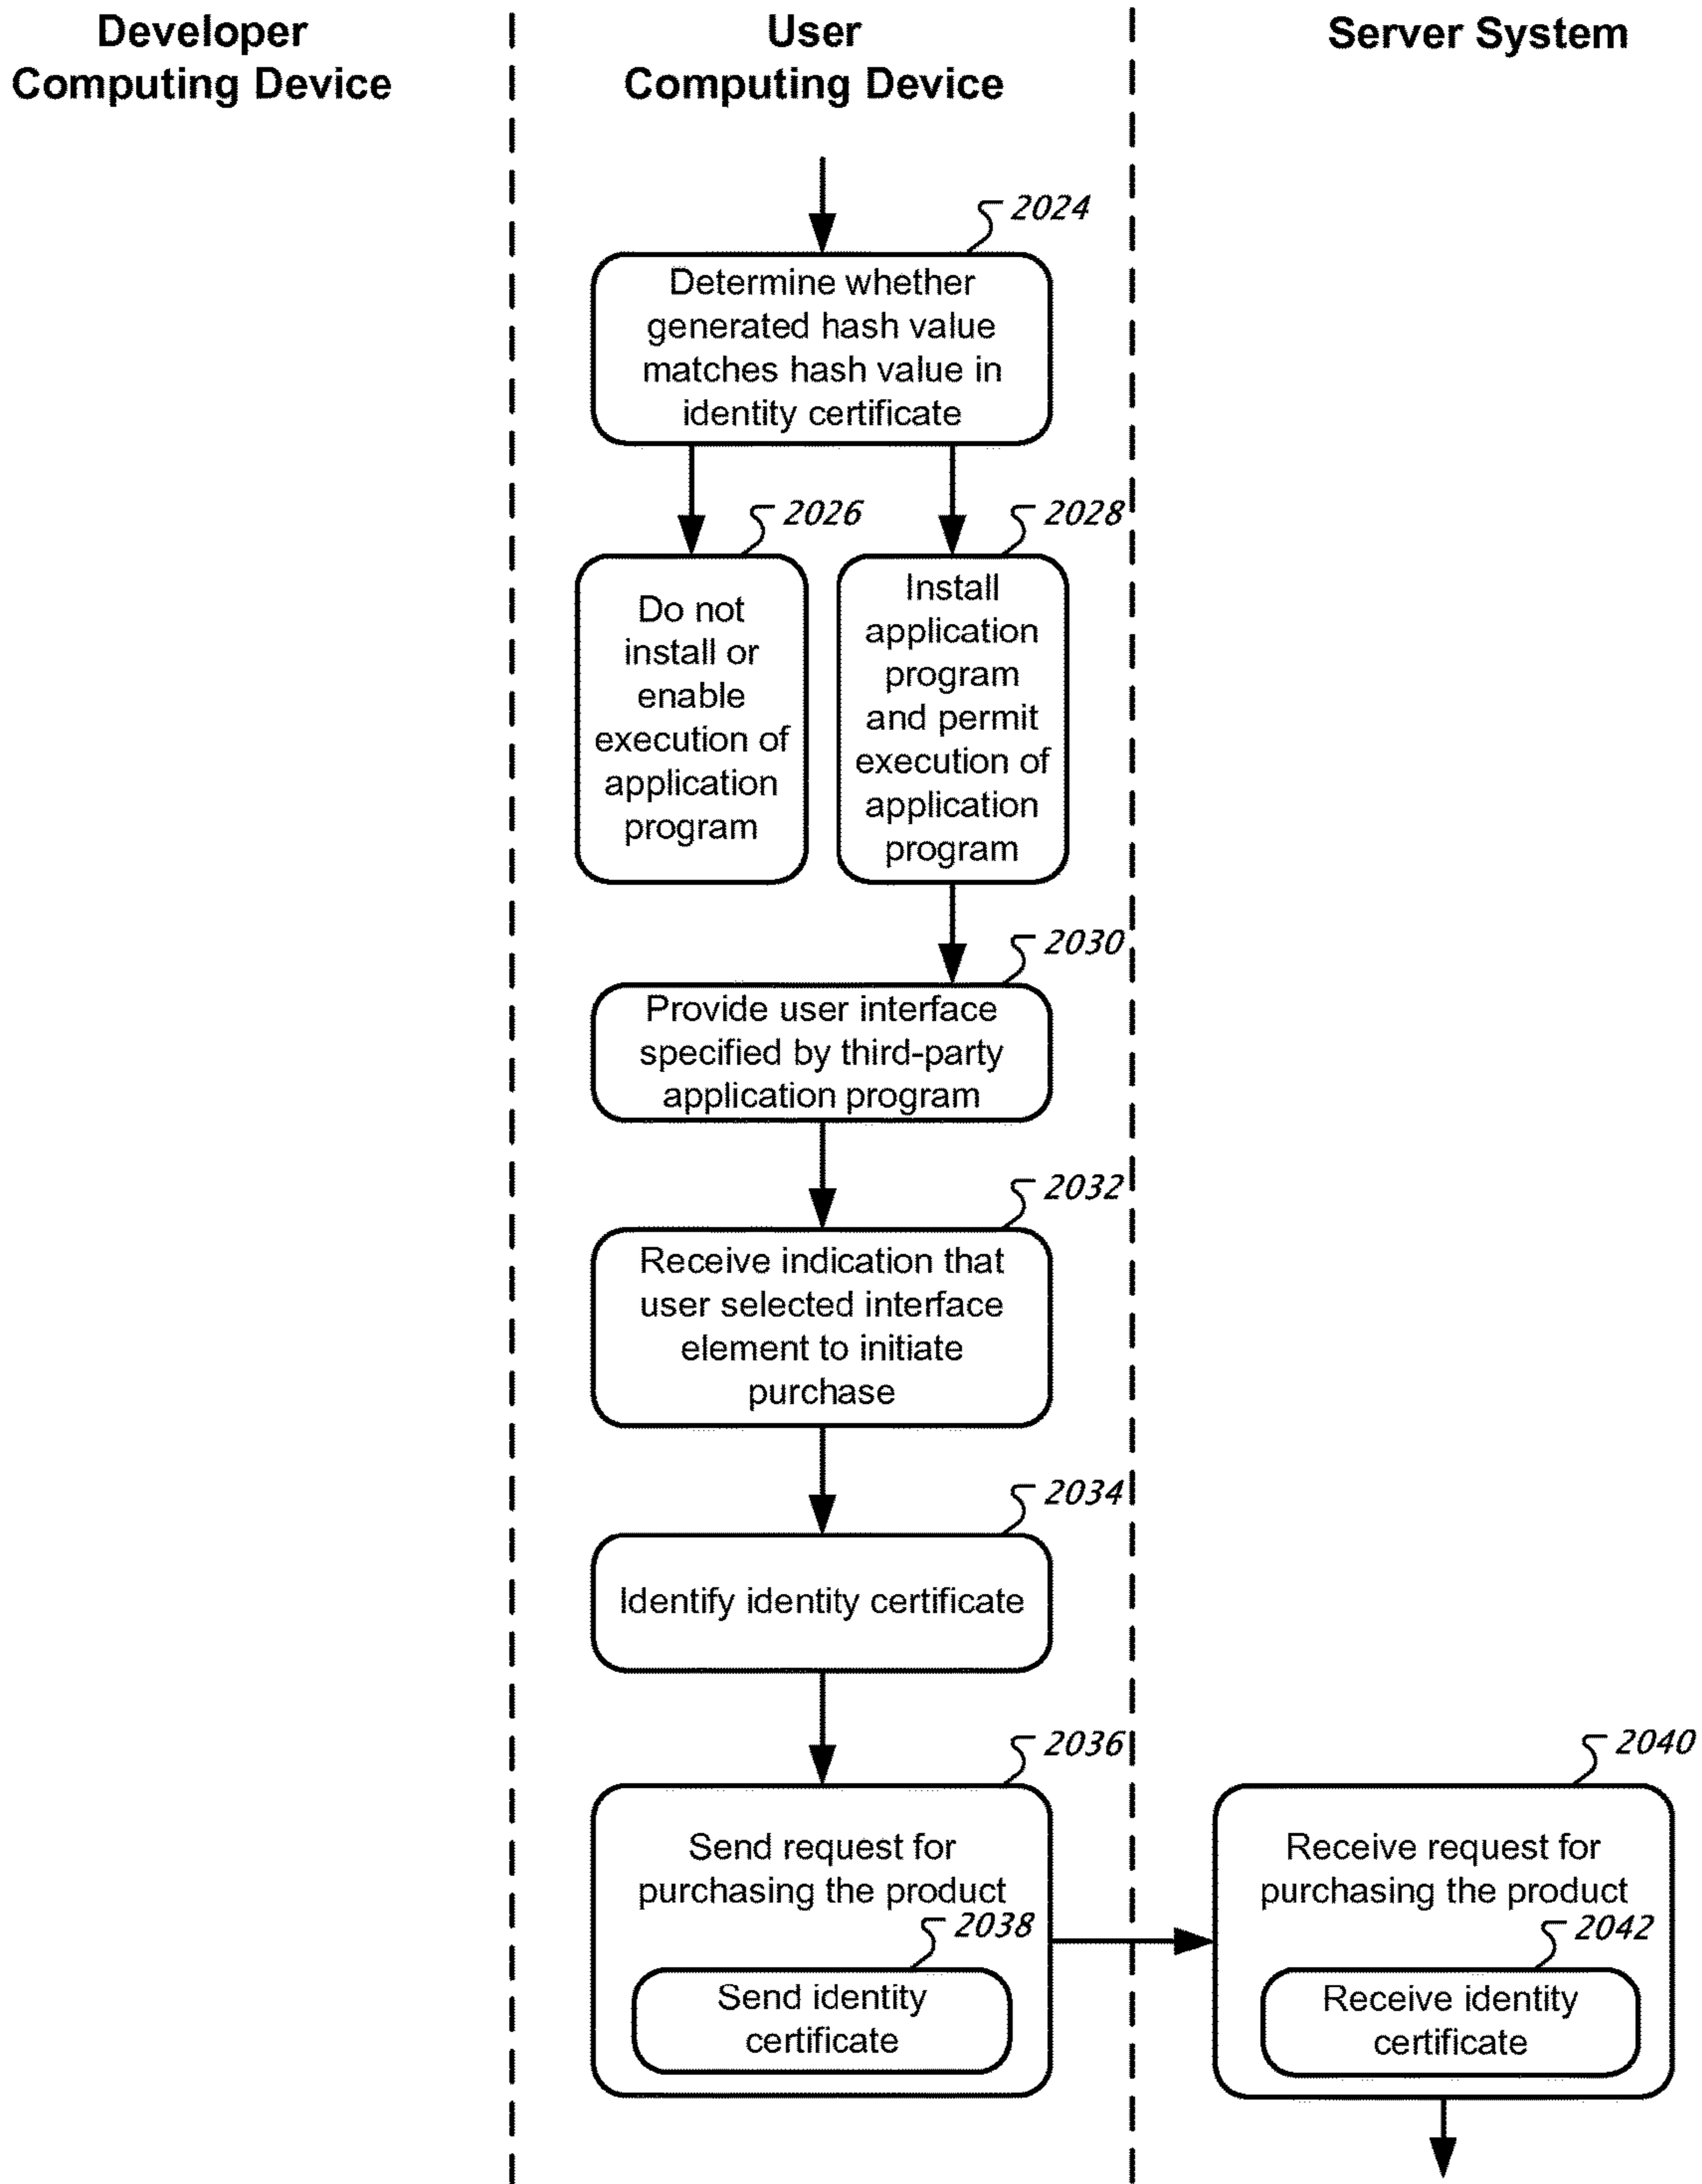 Developer
Computing Device
User
Computing Device
Server System
2024
Determine whether
generated hash value
matches hash value in
identity certificate
2026
Do not
install or
enable
execution of
application
program
2028
Install
application
program
and permit
execution of
application
program
2030
Provide user interface
specified by third-party
application program
2032
Receive indication that
user selected interface
element to initiate
purchase
2034
Identify identity certificate
2036
Send request for
purchasing the product
2038
Send identity
certificate
2040
Receive request for
purchasing the product
2042
Receive identity
certificate